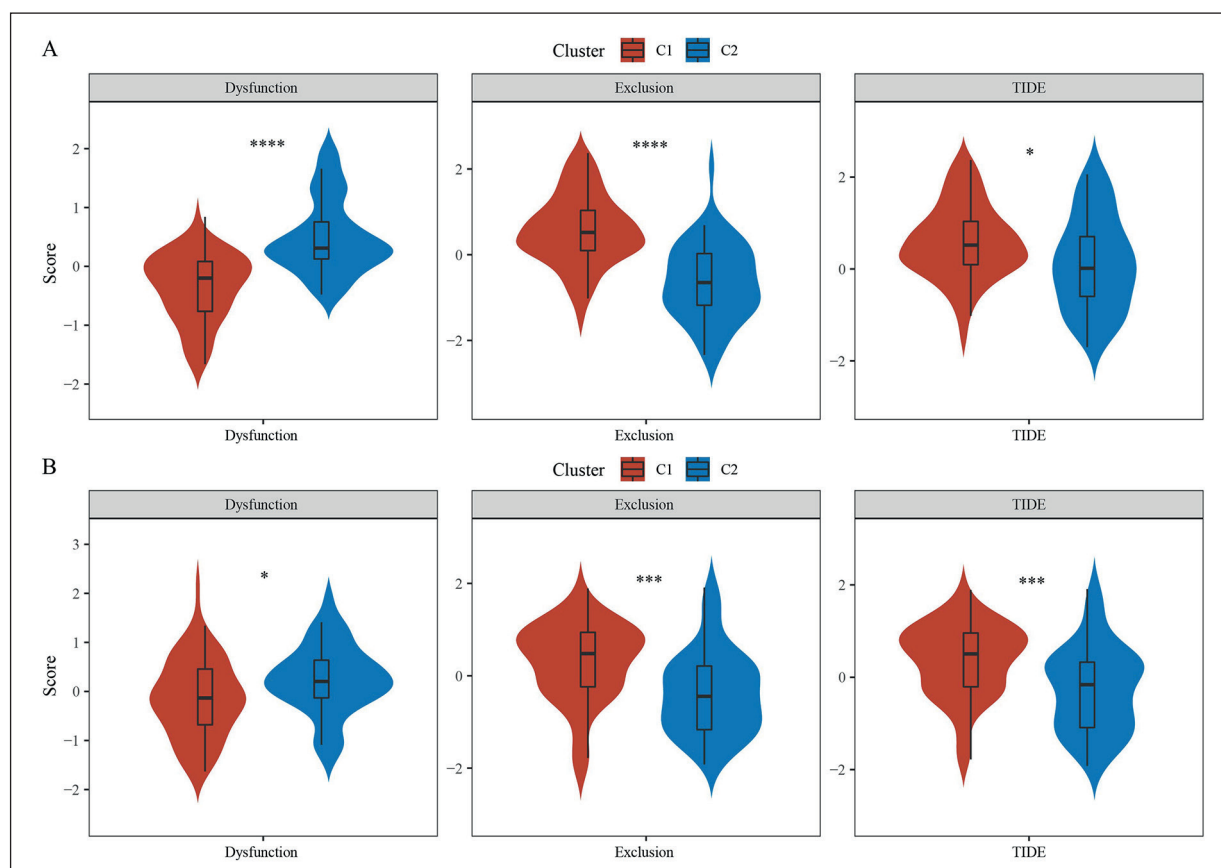 A
Cluster C1 C2
Dysfunction Exclusion TIDE
**** **** *
Score
2
1
0
−1
−2
2
0
−2
2
0
−2
Dysfunction Exclusion TIDE
B
Cluster C1 C2
Dysfunction Exclusion TIDE
* *** ***
Score
3
2
1
0
−1
−2
2
0
−2
2
0
−2
Dysfunction Exclusion TIDE